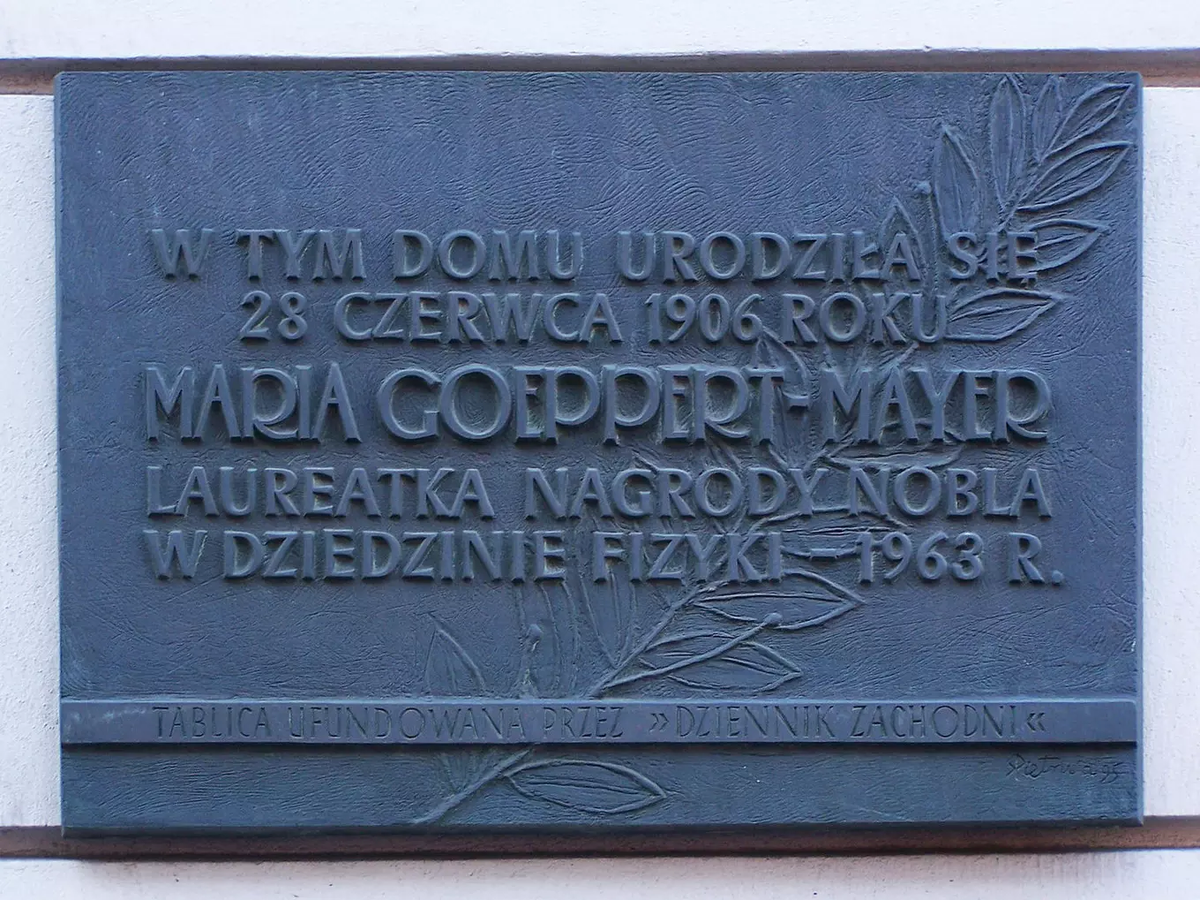 W TYM DOMU URODZIŁA SIĘ
28 CZERWCA 1906 ROKU
MARIA GOEPPERT-MAYER
LAUREATKA NAGRODY NOBLA
W DZIEDZINIE FIZYKI – 1963 R.
TABLICA UFUNDOWANA PRZEZ »DZIENNIK ZACHODNI«